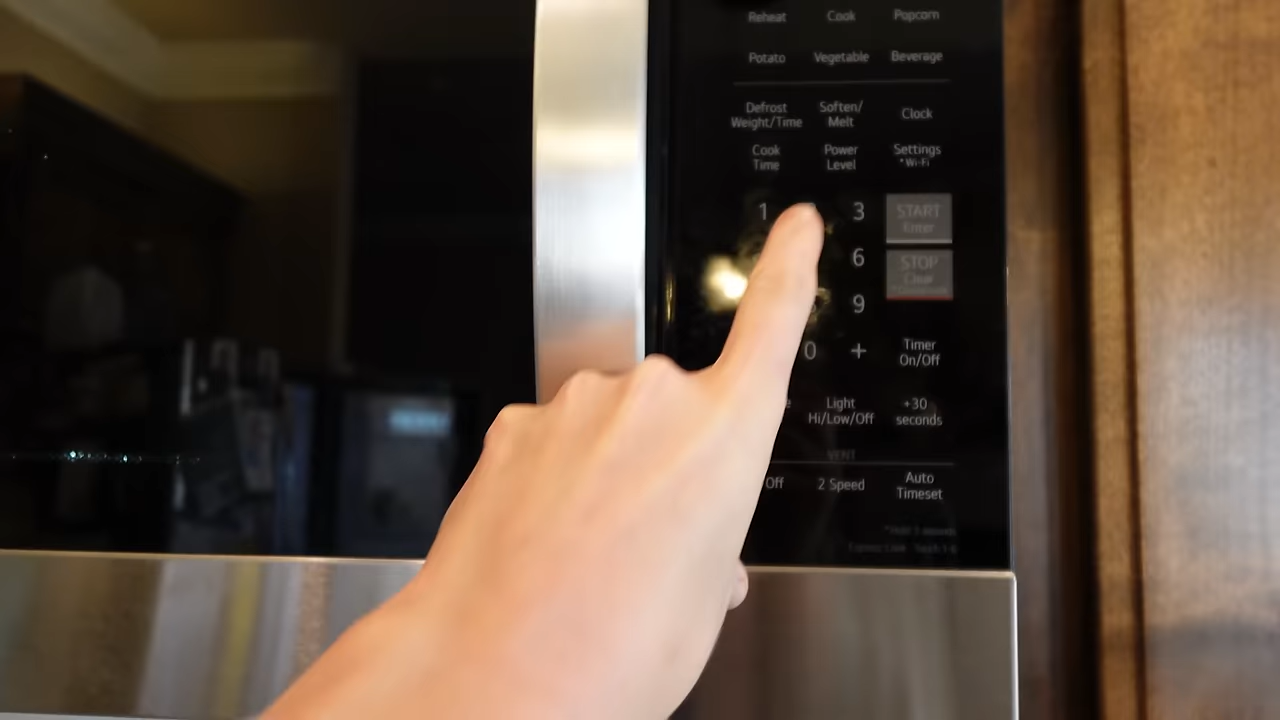 Reheat Cook Popcorn
Potato Vegetable Beverage
Defrost Weight/Time
Soften/ Melt
Clock
Cook Time
Power Level
Settings
*Wi-Fi
1 3
START
Enter
6
STOP
Clear
9
0 +
Timer On/Off
Light Hi/Low/Off
+30 seconds
VENT
Off 2 Speed
Auto Timeset